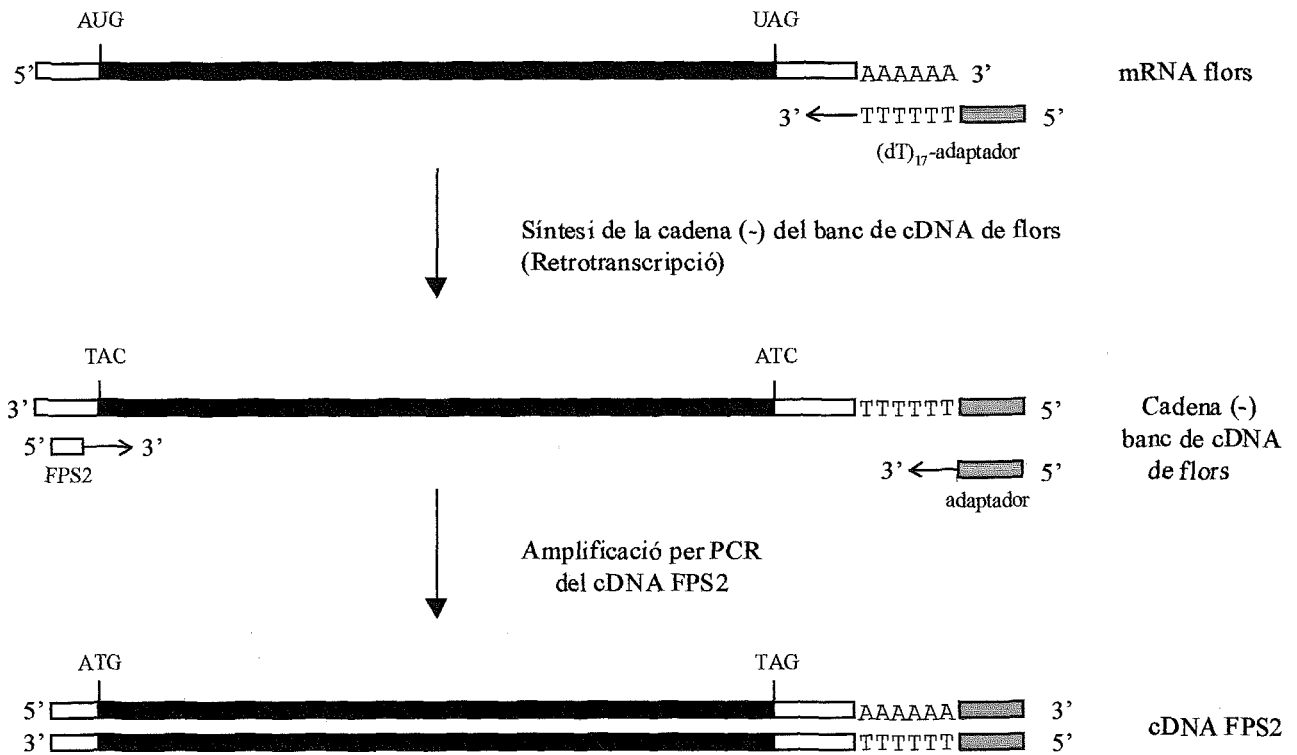 AUG UAG
5’ AAAAAA 3’ mRNA flors
3’ TTTTTT 5’
(dT)17-adaptador
Síntesi de la cadena (-) del banc de cDNA de flors
(Retrotranscripció)
TAC ATC
3’ TTTTTT 5’ Cadena (-)
banc de cDNA
de flors
5’ 3’
FPS2
3’ 5’
adaptador
Amplificació per PCR
del cDNA FPS2
ATG TAG
5’ AAAAAA 3’
3’ TTTTTT 5’
cDNA FPS2